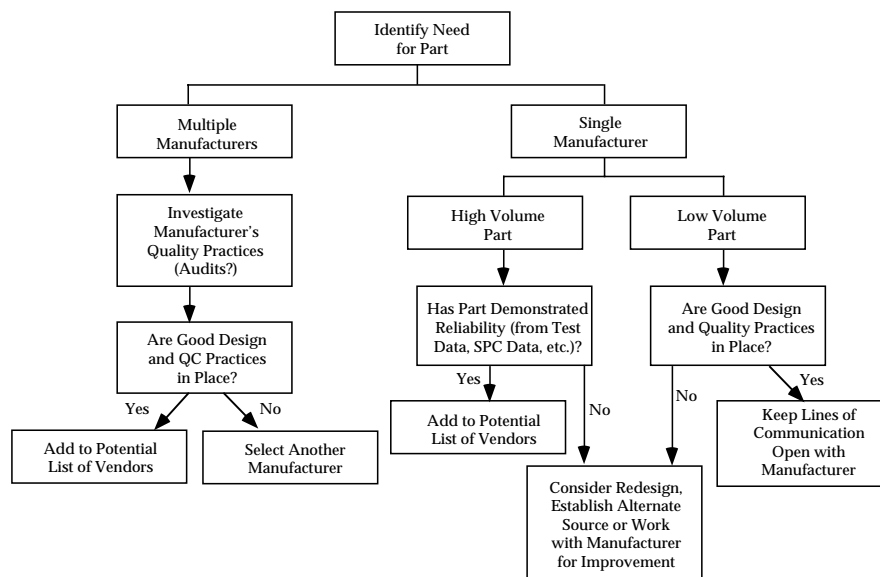 Identify Need
for Part
Multiple
Manufacturers
Single
Manufacturer
Investigate
Manufacturer's
Quality Practices
(Audits?)
High Volume
Part
Low Volume
Part
Are Good Design
and QC Practices
in Place?
Has Part Demonstrated
Reliability (from Test
Data, SPC Data, etc.)?
Are Good Design
and Quality Practices
in Place?
Yes
No
Yes
No
No
Yes
Add to Potential
List of Vendors
Select Another
Manufacturer
Add to Potential
List of Vendors
Keep Lines of
Communication
Open with
Manufacturer
Consider Redesign,
Establish Alternate
Source or Work
with Manufacturer
for Improvement